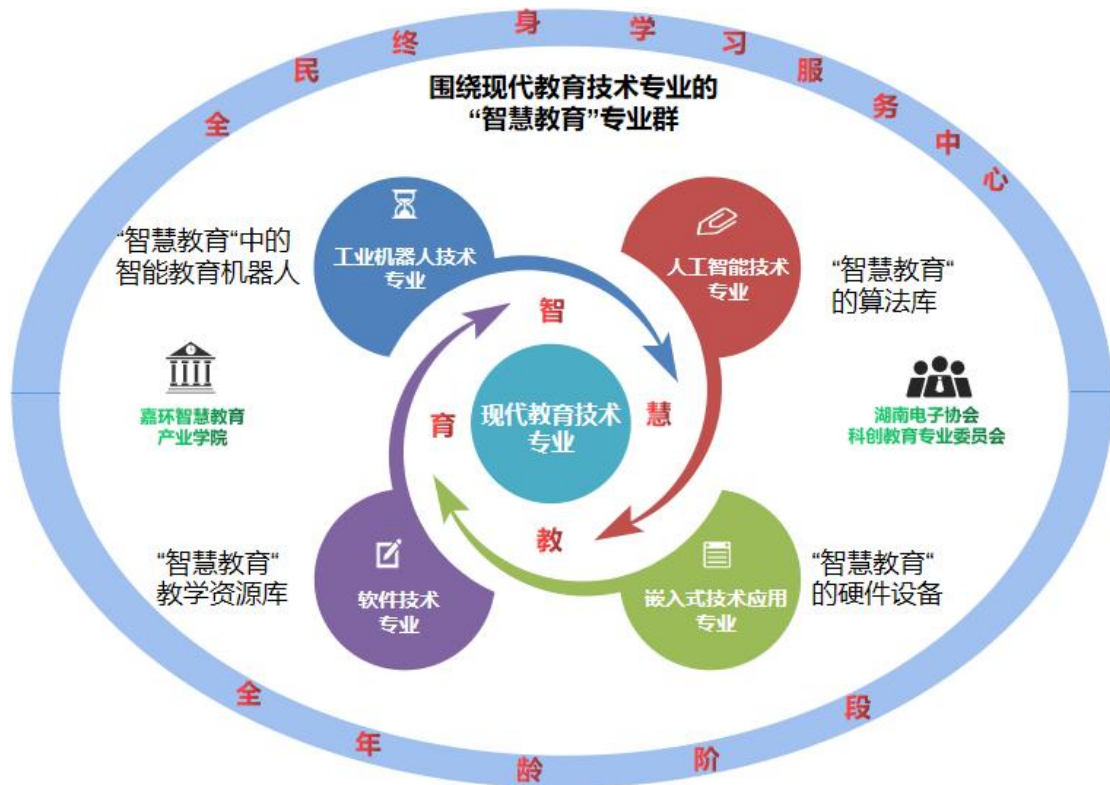 全民终身学习服务中心
围绕现代教育技术专业的
“智慧教育”专业群
“智慧教育“中的
智能教育机器人
工业机器人技术
专业
人工智能技术
专业
“智慧教育“
的算法库
智
慧
教
育
现代教育技术
专业
嘉环智慧教育
产业学院
湖南电子协会
科创教育专业委员会
“智慧教育“
教学资源库
软件技术
专业
嵌入式技术应用
专业
“智慧教育“
的硬件设备
全年龄阶段